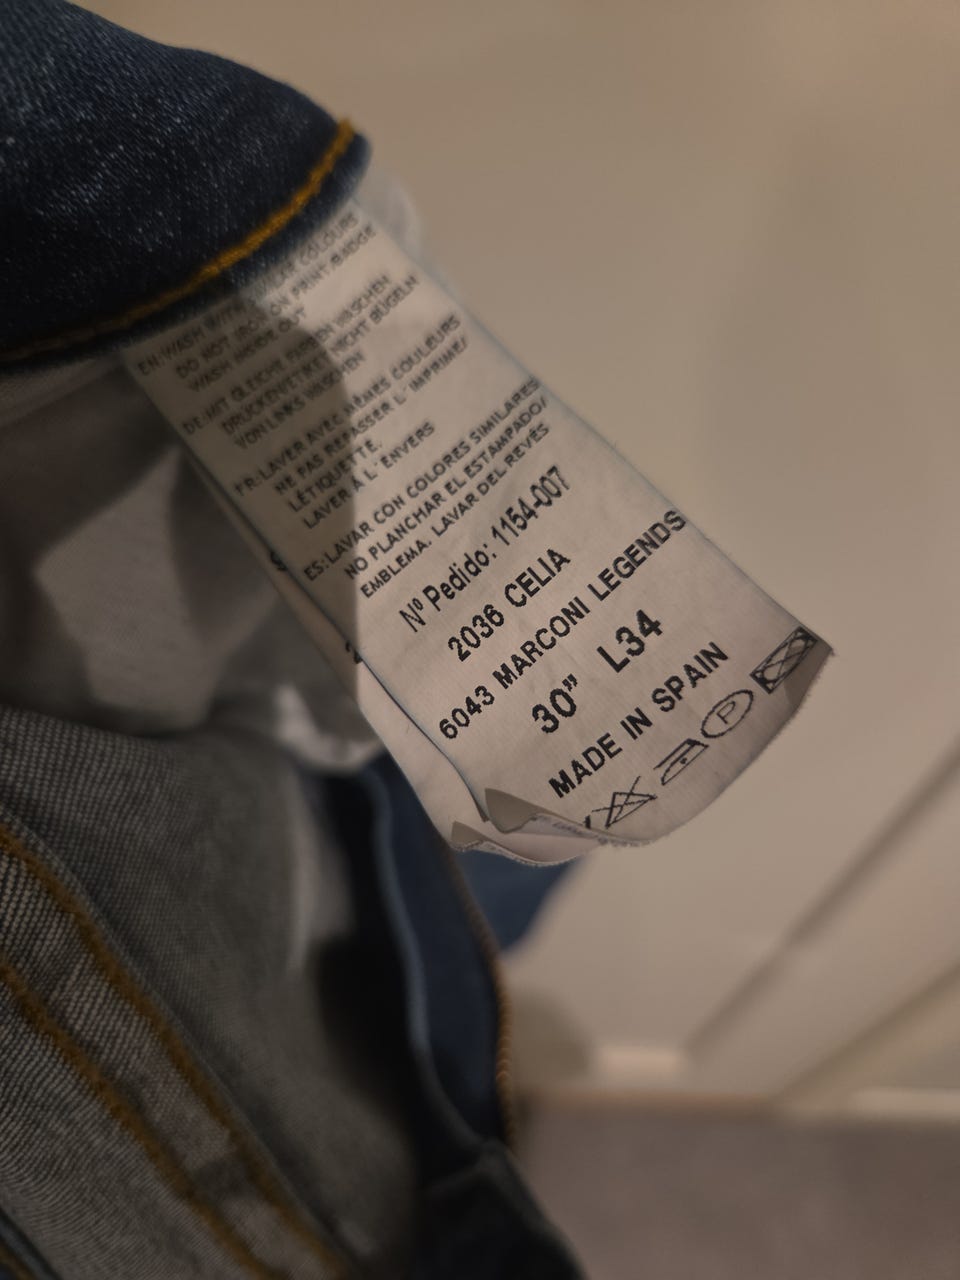 EN:WASH WITH SIMILAR COLOURS
DO NOT IRON ON PRINT/BADGE
WASH INSIDE OUT
DE:MIT GLEICHE FARBEN WASCHEN
DRUCK/ETIKET NICHT BÜGELN
VON LINKS WASCHEN
FR:LAVER AVEC MÊMES COULEURS
NE PAS REPASSER L'IMPRIMÉ/
L'ÉTIQUETTE.
LAVER À L'ENVERS
ES:LAVAR CON COLORES SIMILARES
NO PLANCHAR EL ESTAMPADO/
EMBLEMA. LAVAR DEL REVÉS
Nº Pedido: 1154-007
2036 CELIA
6043 MARCONI LEGENDS
30" L34
MADE IN SPAIN
P